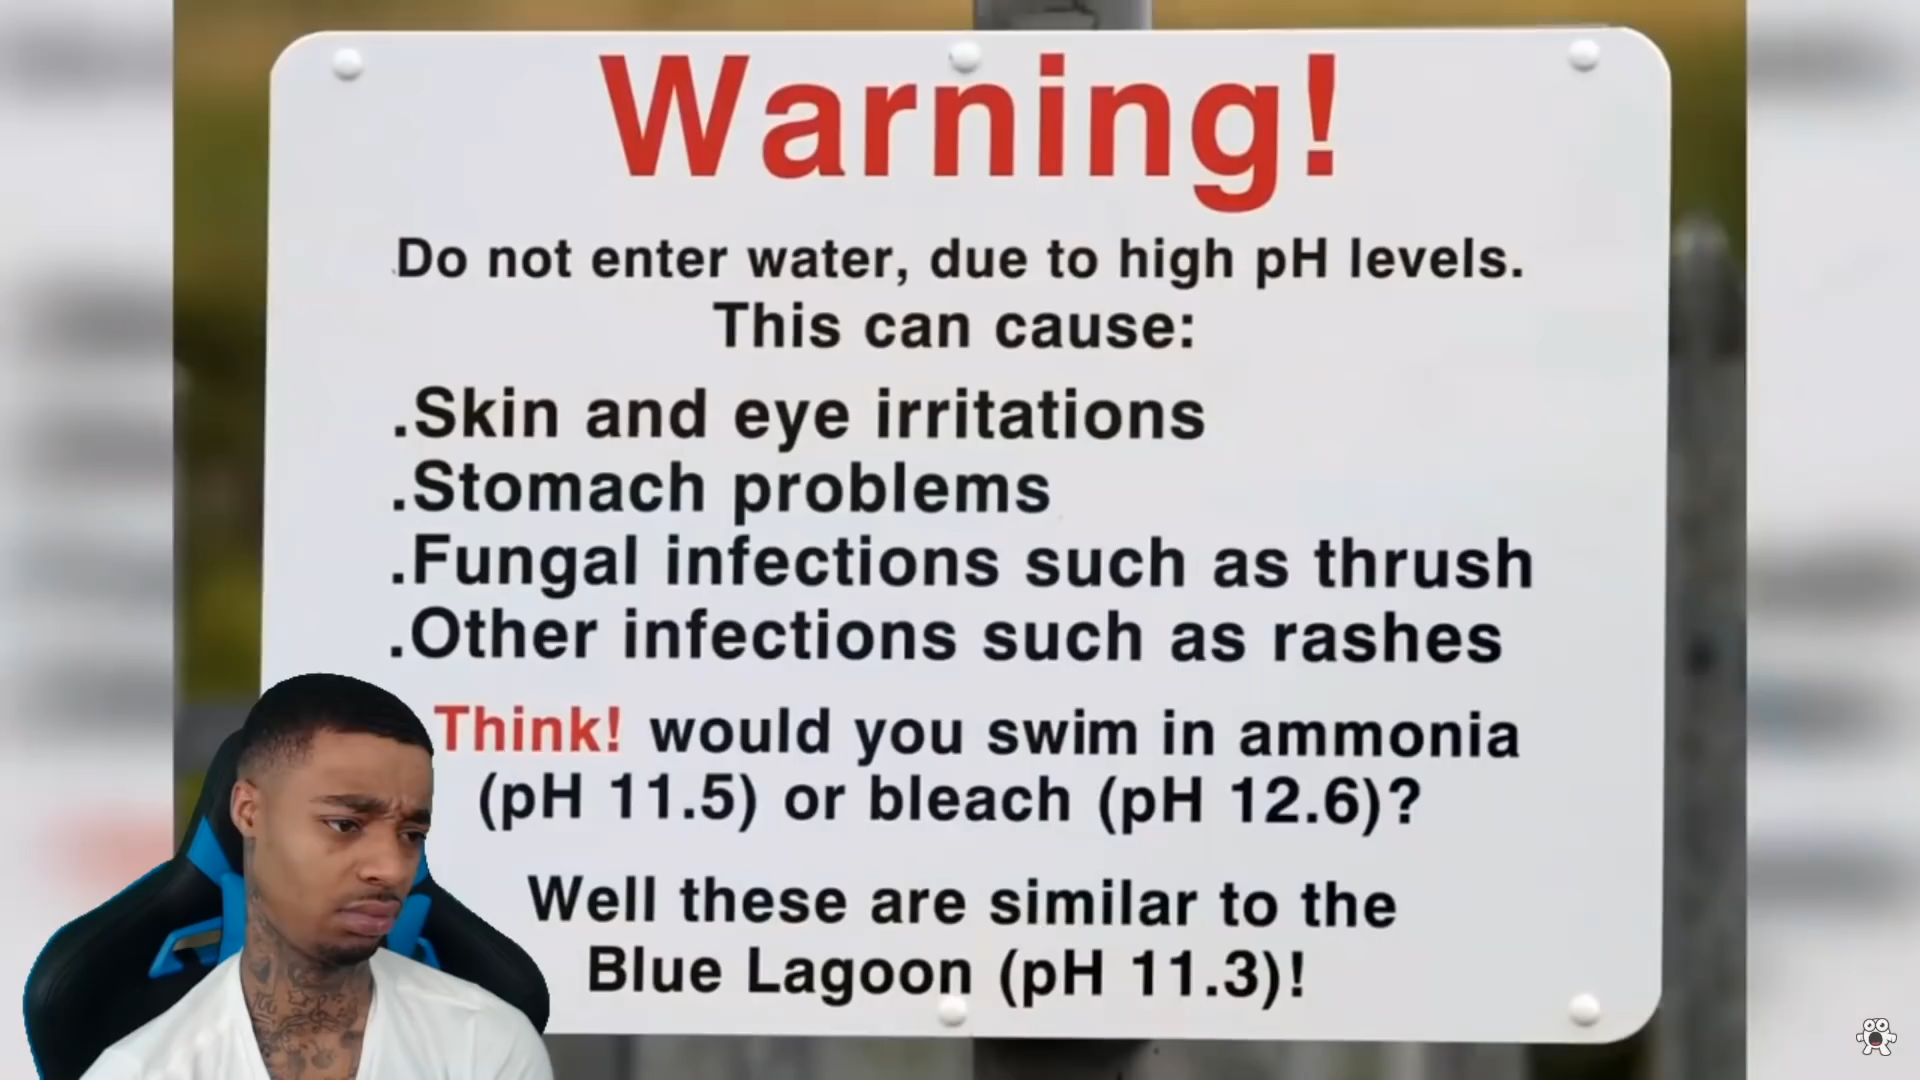 Warning!
Do not enter water, due to high pH levels.
This can cause:
.Skin and eye irritations
.Stomach problems
.Fungal infections such as thrush
.Other infections such as rashes
Think! would you swim in ammonia
(pH 11.5) or bleach (pH 12.6)?
Well these are similar to the
Blue Lagoon (pH 11.3)!